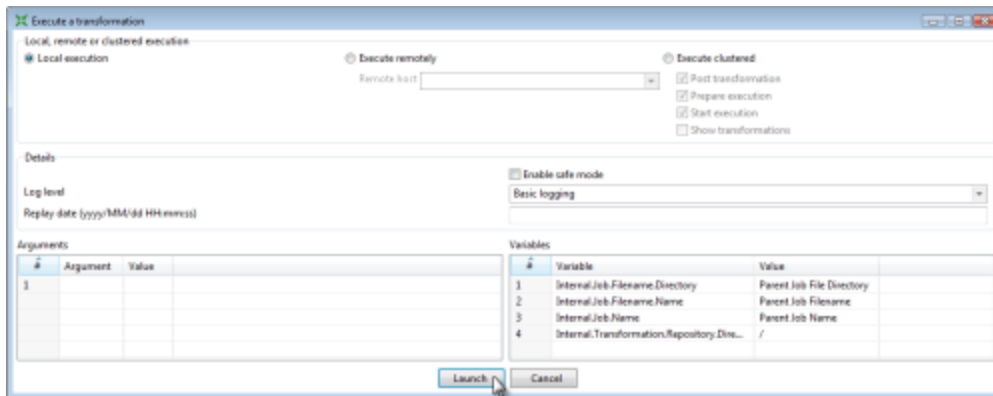 Execute a transformation
Local, remote or clustered execution
Local execution
Execute remotely
Execute clustered
Remote host
Post transformation
Prepare execution
Start execution
Show transformations
Details
Enable safe mode
Log level
Basic logging
Replay date (yyyy/MM/dd HH:mm:ss)
Arguments
Variables
# Argument Value
# Variable Value
1
1 Internal.Job.Filename.Directory Parent Job File Directory
2 Internal.Job.Filename.Name Parent Job Filename
3 Internal.Job.Name Parent Job Name
4 Internal.Transformation.Repository.Dire... /
Launch Cancel